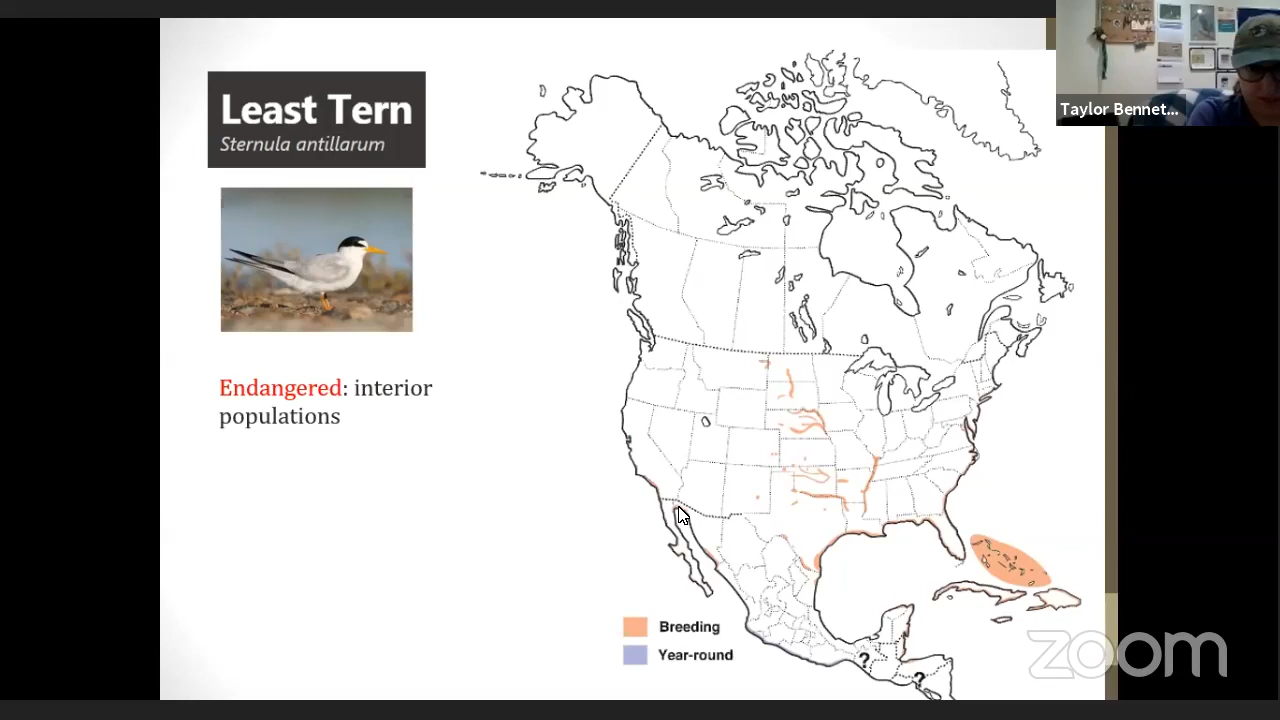 Least Tern
Sternula antillarum
Taylor Bennet...
Endangered: interior
populations
Breeding
Year-round
?
?
zoom